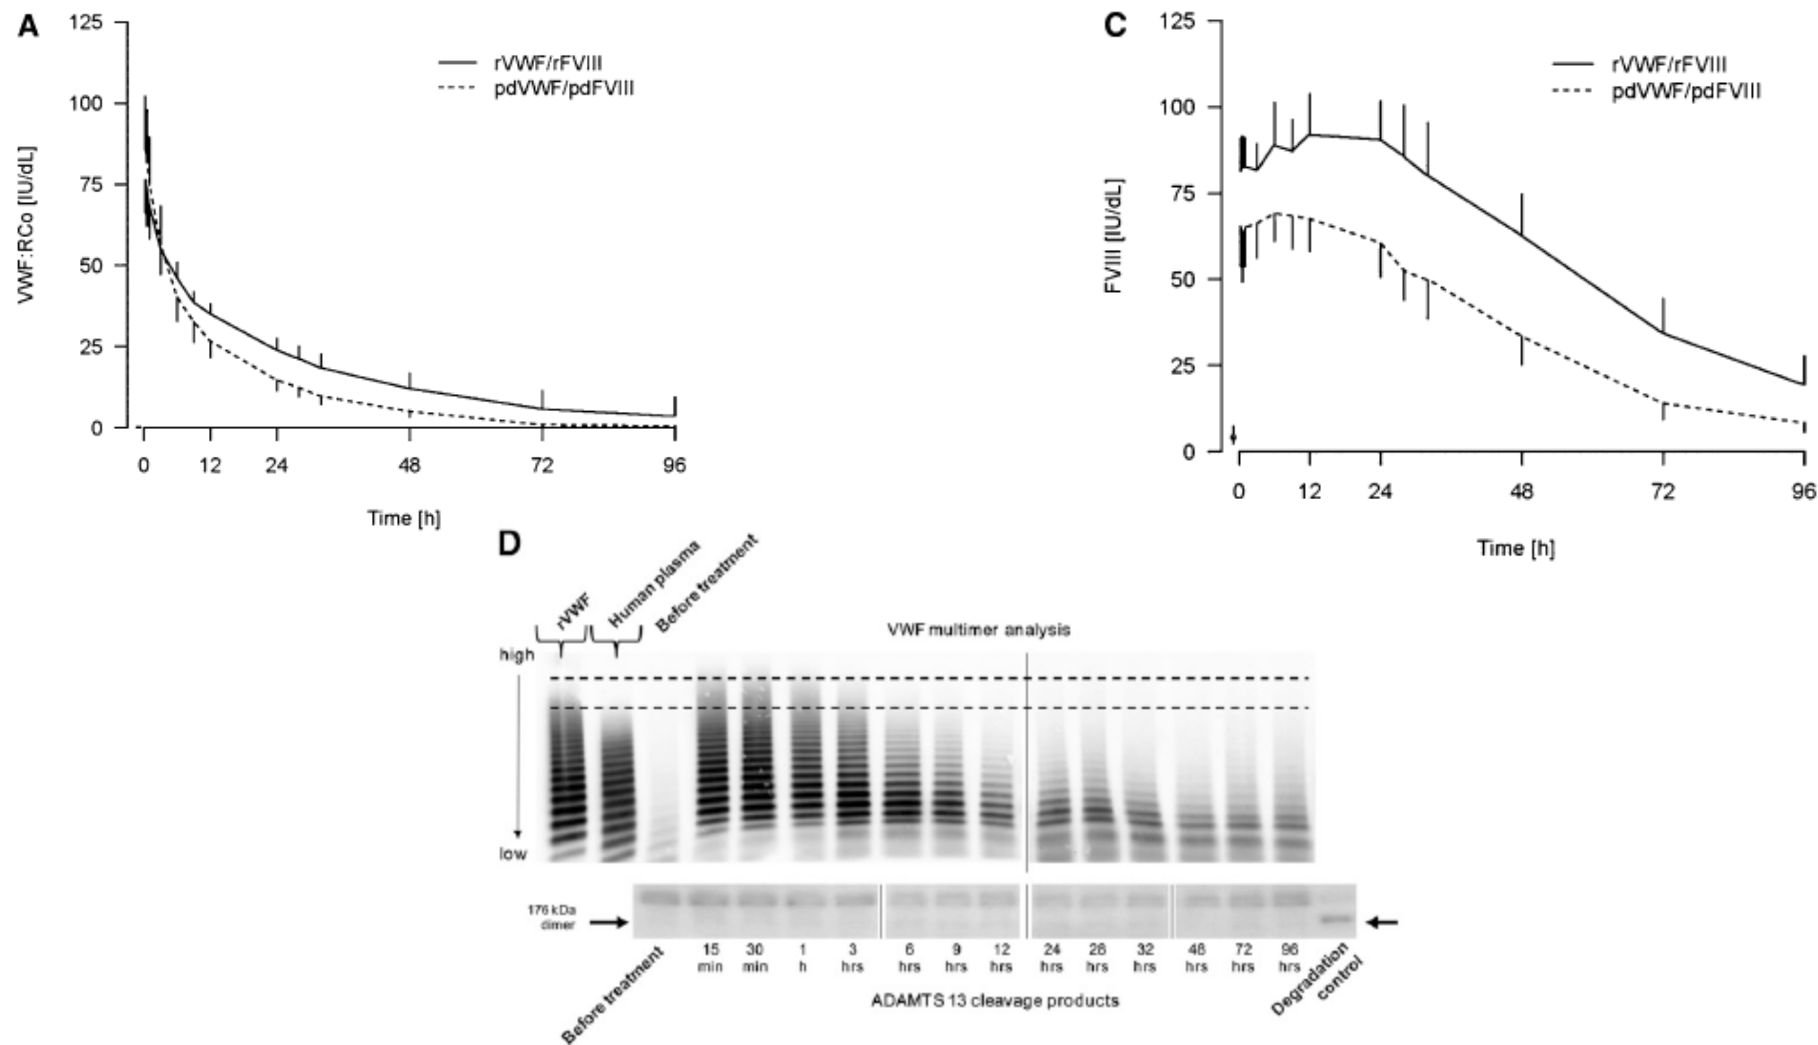 A
125
100
75
50
25
0
VWF:RCo [IU/dL]
rVWF/rFVIII
pdVWF/pdFVIII
0 12 24 48 72 96
Time [h]
C
125
100
75
50
25
0
FVIII [IU/dL]
rVWF/rFVIII
pdVWF/pdFVIII
0 12 24 48 72 96
Time [h]
D
rVWF
Human plasma
Before treatment
VWF multimer analysis
high
low
176 kDa
dimer
Before treatment
15 30 1 3 6 9 12 24 28 32 48 72 96
min min h hrs hrs hrs hrs hrs hrs hrs hrs hrs hrs
Degradation
control
ADAMTS 13 cleavage products